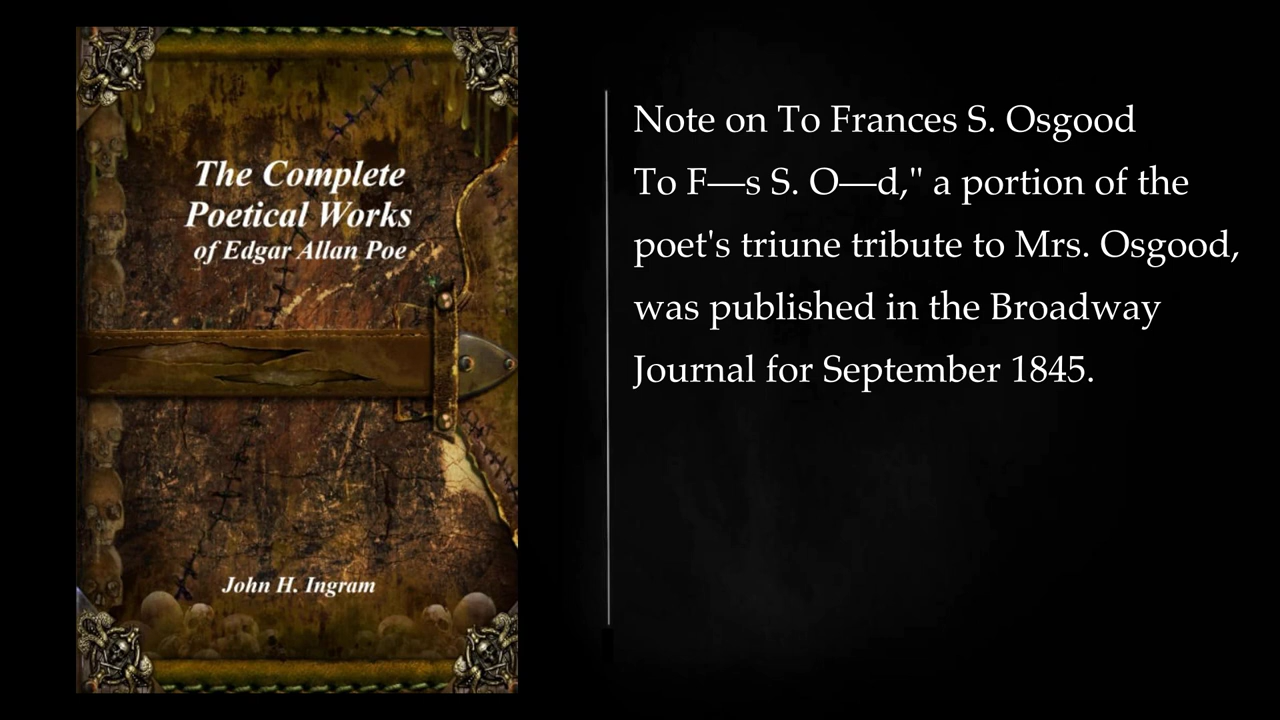 The Complete
Poetical Works
of Edgar Allan Poe
John H. Ingram
Note on To Frances S. Osgood
To F—s S. O—d," a portion of the
poet's triune tribute to Mrs. Osgood,
was published in the Broadway
Journal for September 1845.